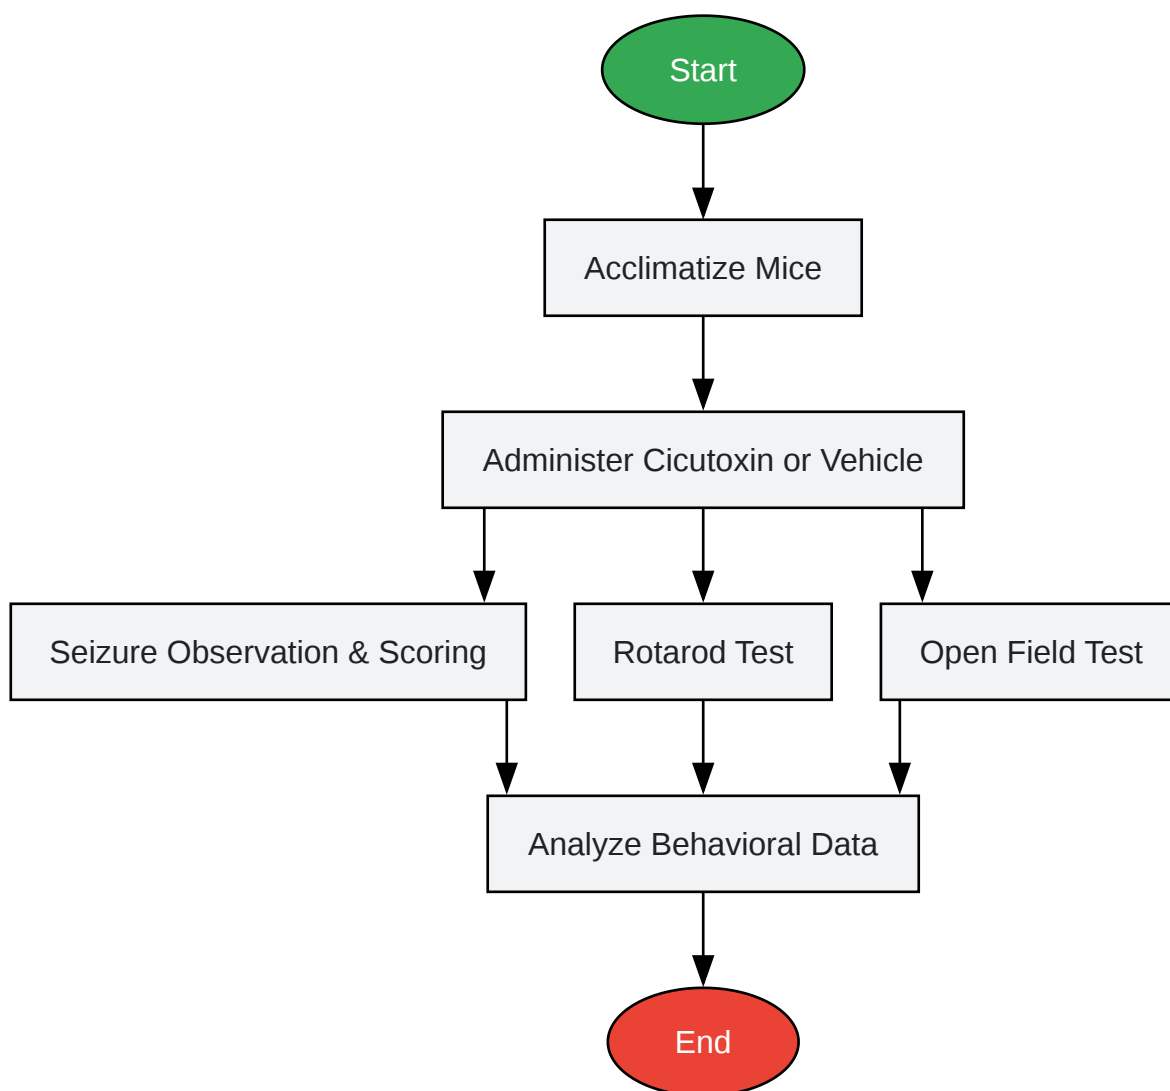 Start
Acclimatize Mice
Administer Cicutoxin or Vehicle
Seizure Observation & Scoring
Rotarod Test
Open Field Test
Analyze Behavioral Data
End